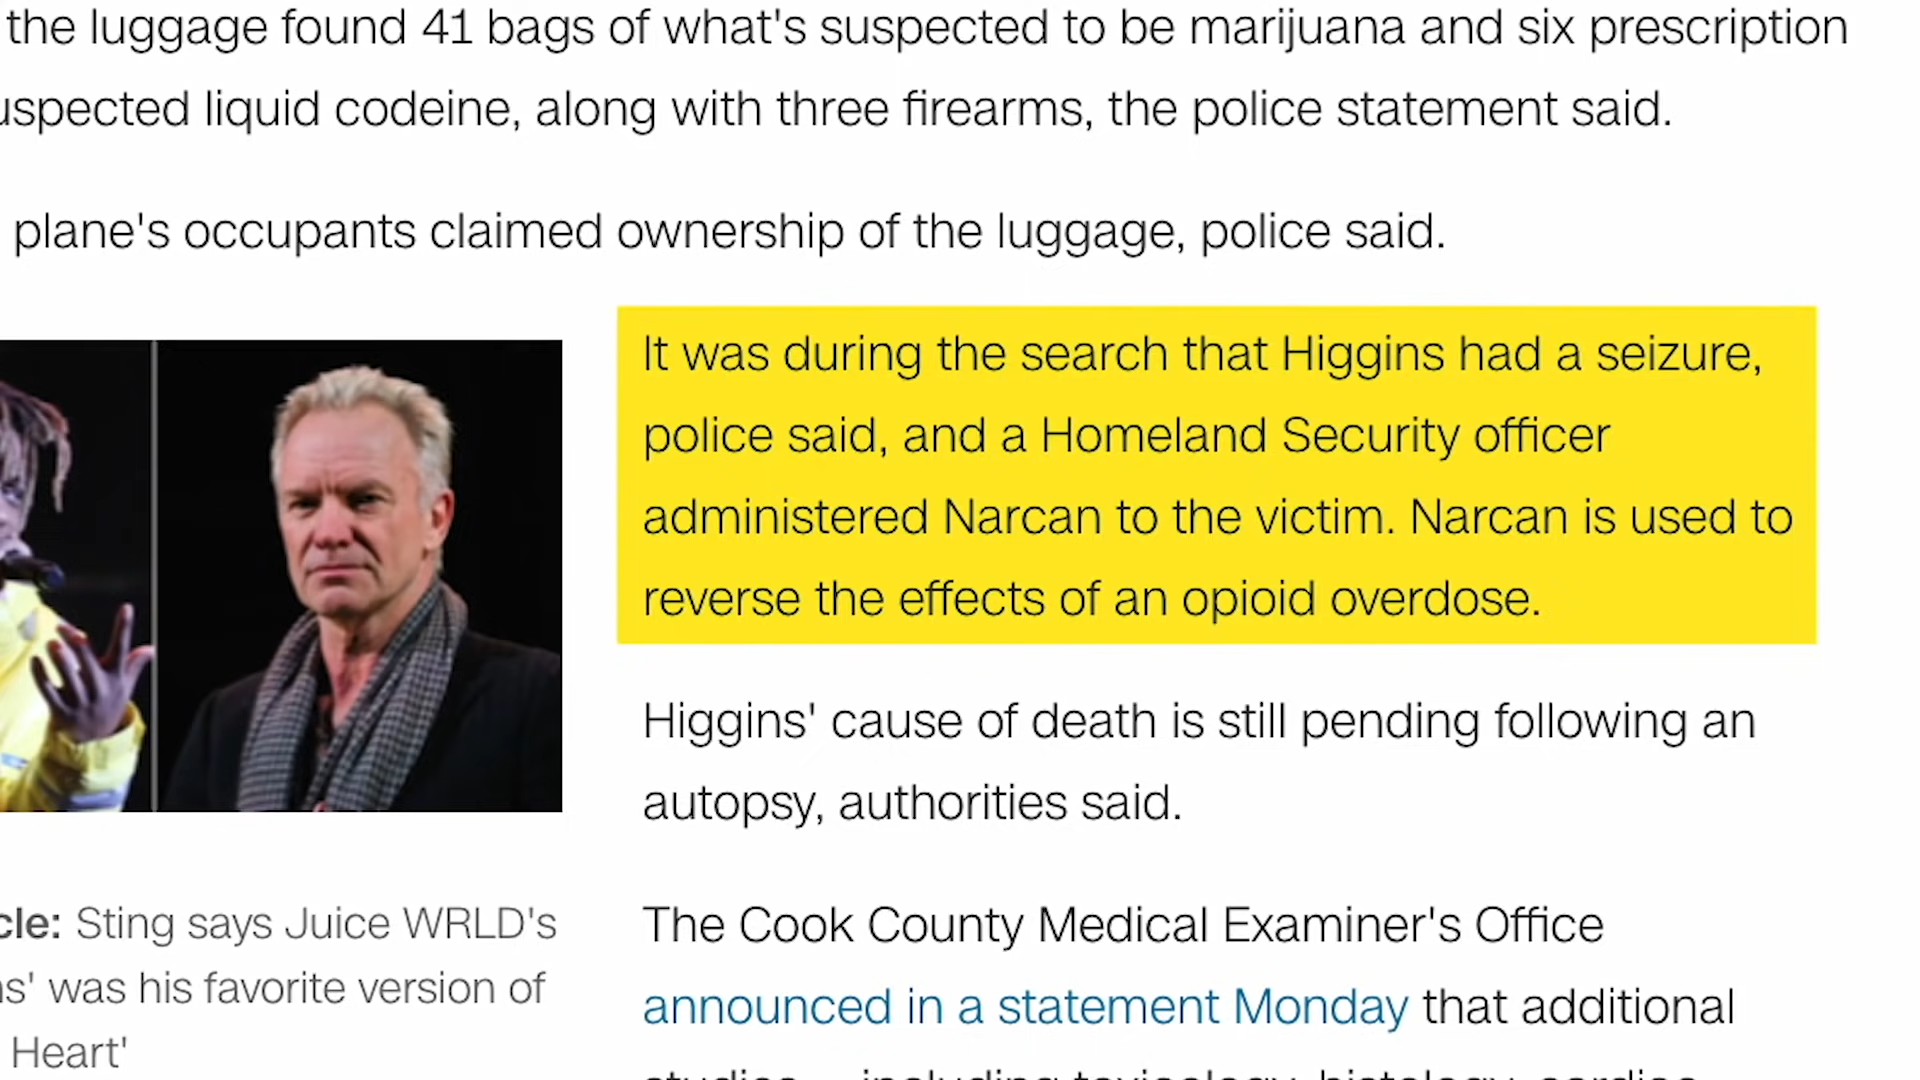 the luggage found 41 bags of what's suspected to be marijuana and six prescription
uspected liquid codeine, along with three firearms, the police statement said.
plane's occupants claimed ownership of the luggage, police said.
It was during the search that Higgins had a seizure,
police said, and a Homeland Security officer
administered Narcan to the victim. Narcan is used to
reverse the effects of an opioid overdose.
Higgins' cause of death is still pending following an
autopsy, authorities said.
cle: Sting says Juice WRLD's
s' was his favorite version of
Heart'
The Cook County Medical Examiner's Office
announced in a statement Monday that additional
studies -- including toxicology, histology, cardiac